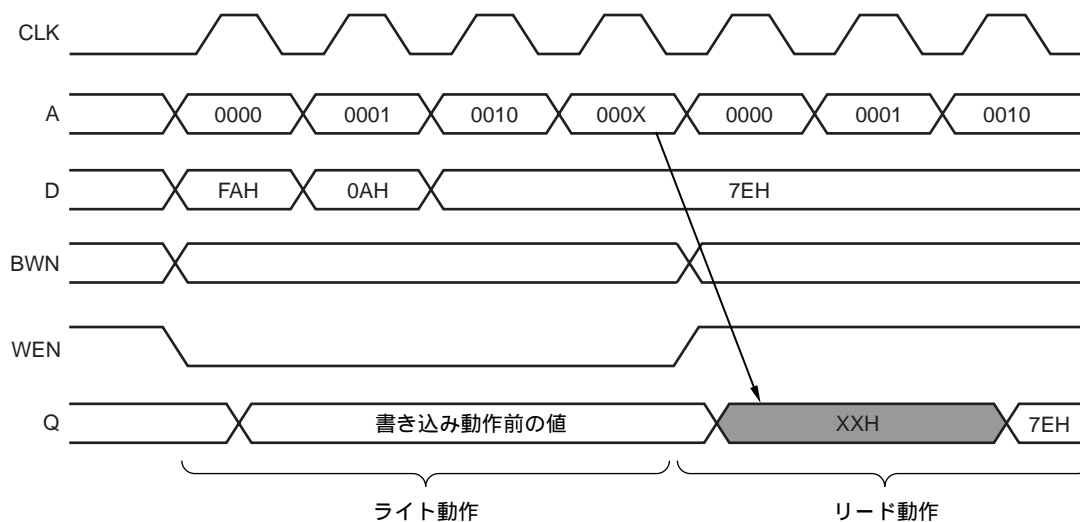 CLK
A 0000 0001 0010 000X 0000 0001 0010
D FAH 0AH 7EH
BWN
WEN
Q 書き込み動作前の値 XXH 7EH
ライト動作 リード動作